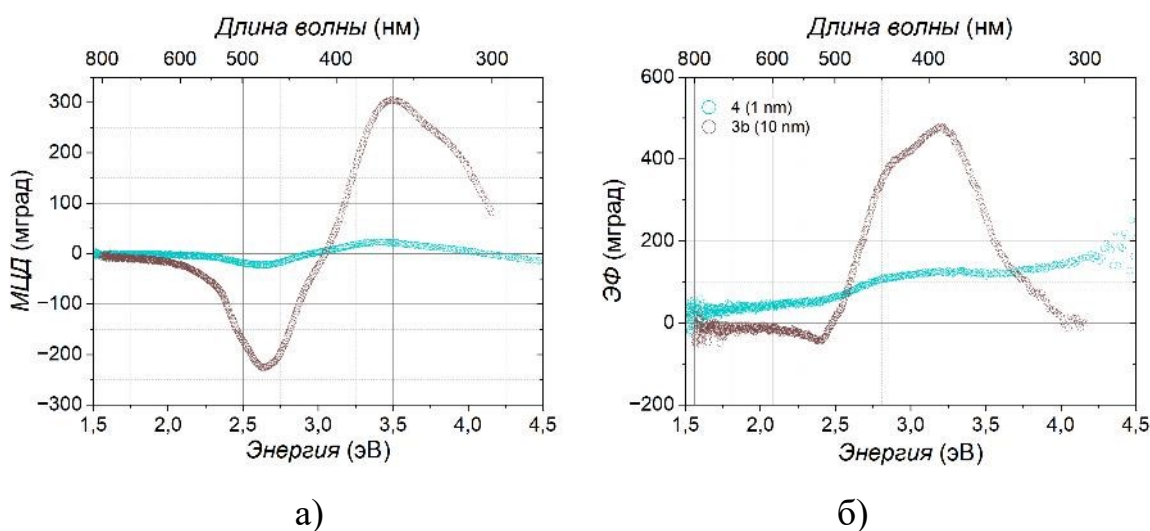 Длина волны (нм)
800 600 500 400 300
МЦД (мград)
300
200
100
0
−100
−200
−300
1,5 2,0 2,5 3,0 3,5 4,0 4,5
Энергия (эВ)
а)
Длина волны (нм)
800 600 500 400 300
ЭФ (мград)
600
400
200
0
−200
4 (1 nm)
3b (10 nm)
1,5 2,0 2,5 3,0 3,5 4,0 4,5
Энергия (эВ)
б)